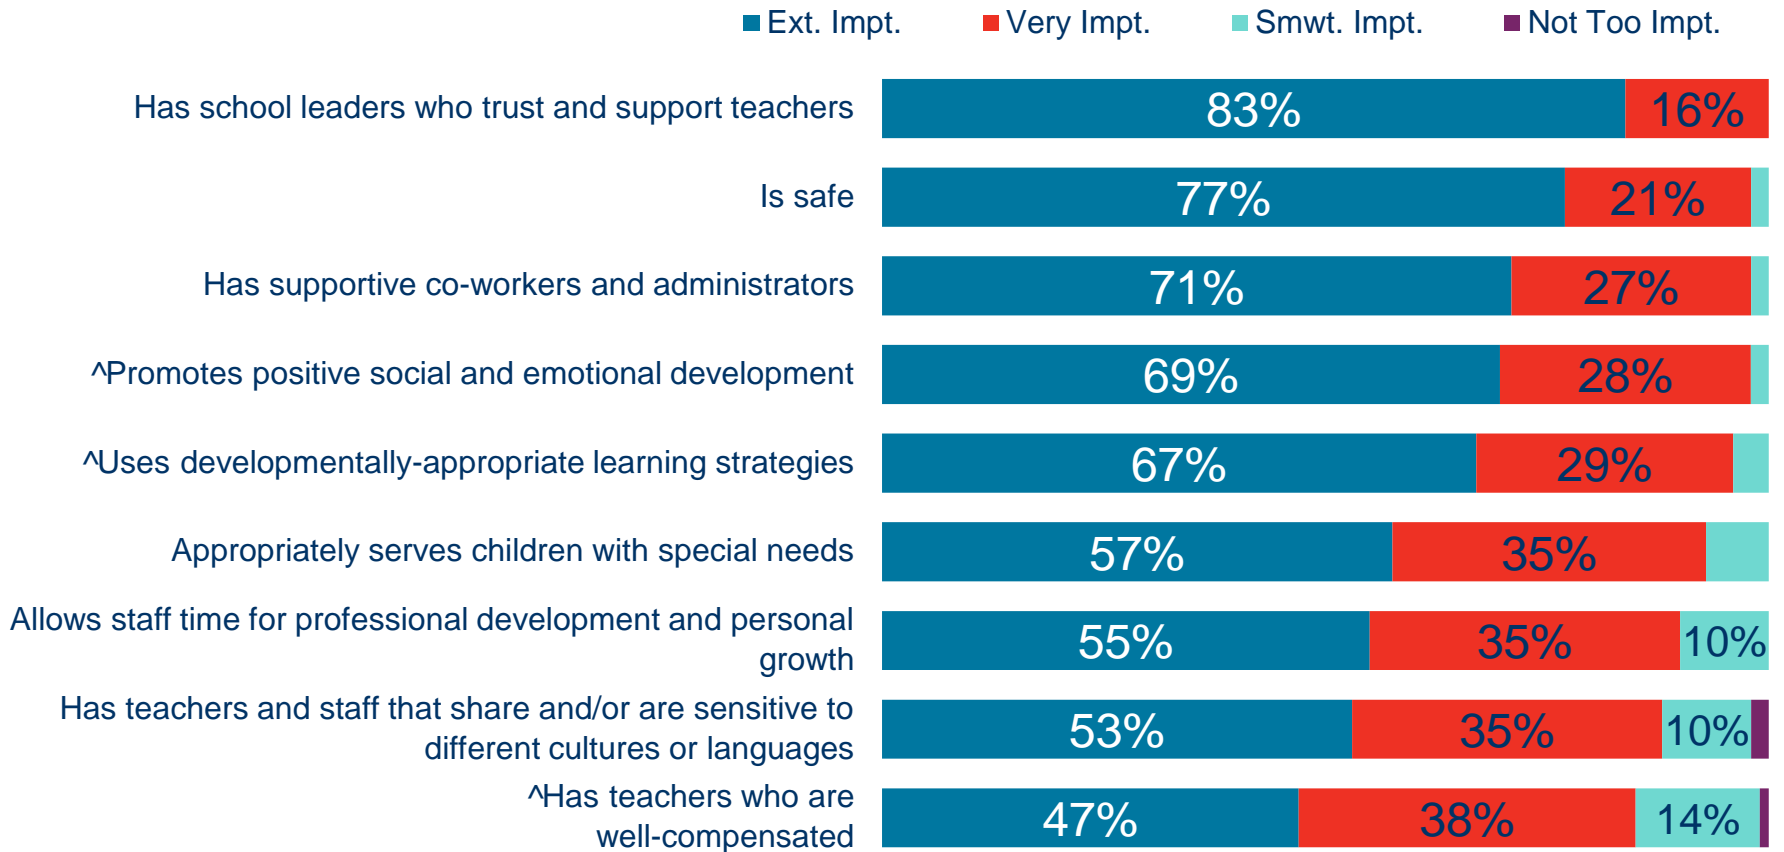 Ext. Impt. Very Impt. Smwt. Impt. Not Too Impt.
Has school leaders who trust and support teachers 83% 16%
Is safe 77% 21%
Has supportive co-workers and administrators 71% 27%
^Promotes positive social and emotional development 69% 28%
^Uses developmentally-appropriate learning strategies 67% 29%
Appropriately serves children with special needs 57% 35%
Allows staff time for professional development and personal
growth 55% 35% 10%
Has teachers and staff that share and/or are sensitive to
different cultures or languages 53% 35% 10%
^Has teachers who are
well-compensated 47% 38% 14%